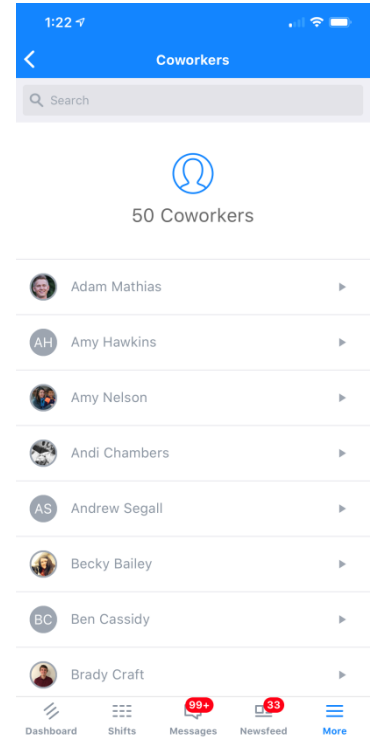 1:22
Coworkers
Search
50 Coworkers
Adam Mathias
AH Amy Hawkins
Amy Nelson
Andi Chambers
AS Andrew Segall
Becky Bailey
BC Ben Cassidy
Brady Craft
99+ 33
Dashboard Shifts Messages Newsfeed More